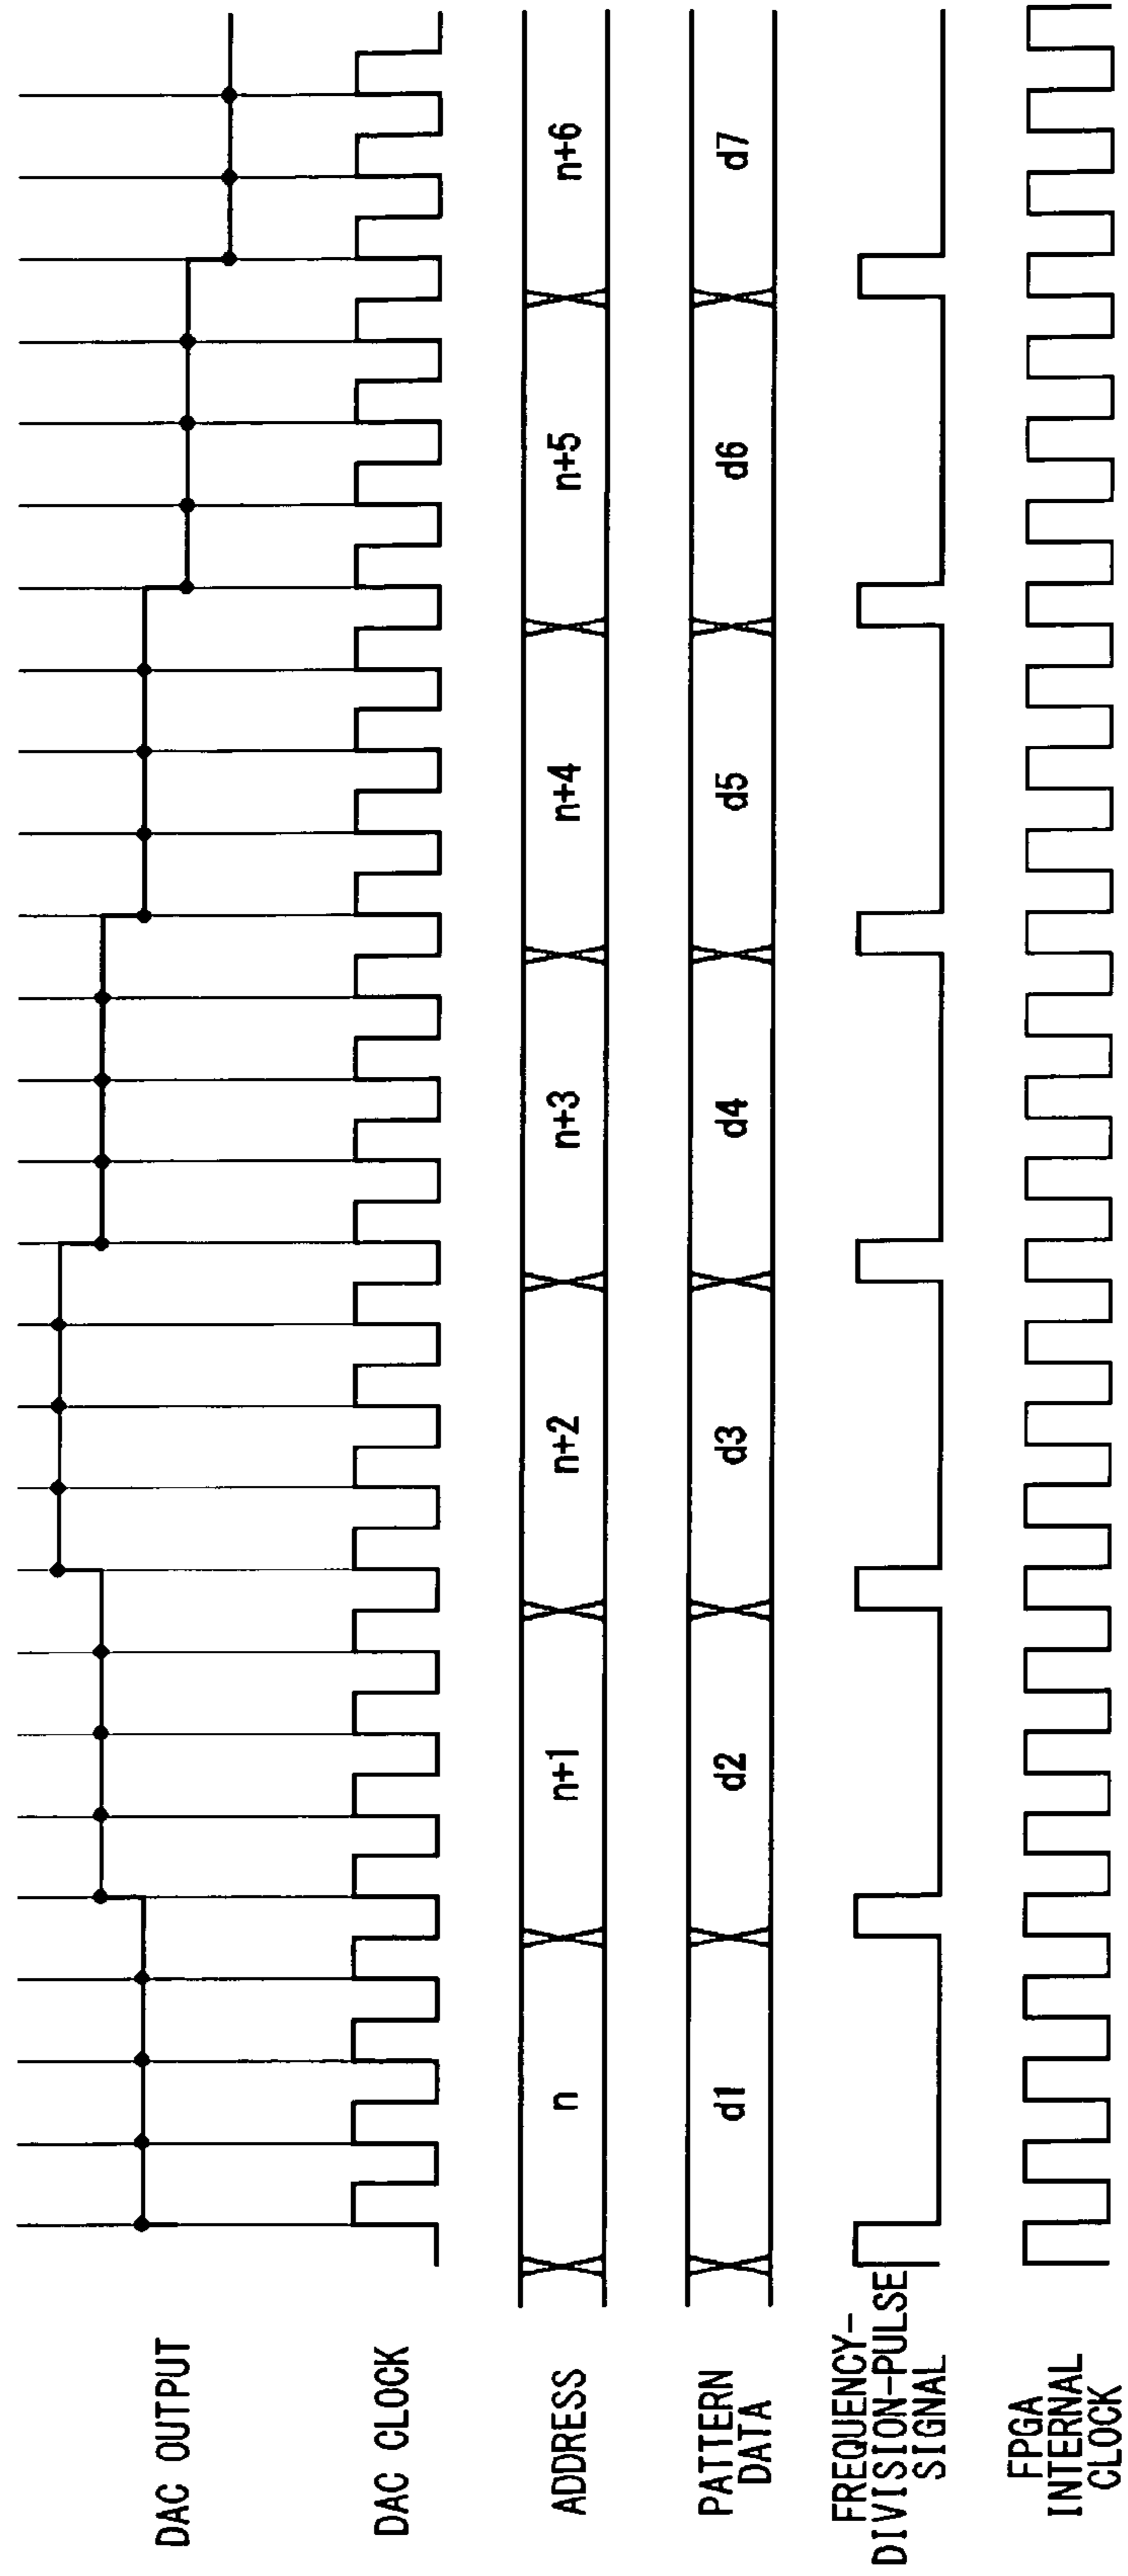 DAC OUTPUT
DAC CLOCK
ADDRESS
n
n+1
n+2
n+3
n+4
n+5
n+6
PATTERN
DATA
d1
d2
d3
d4
d5
d6
d7
FREQUENCY-
DIVISION-PULSE
SIGNAL
FPGA
INTERNAL
CLOCK